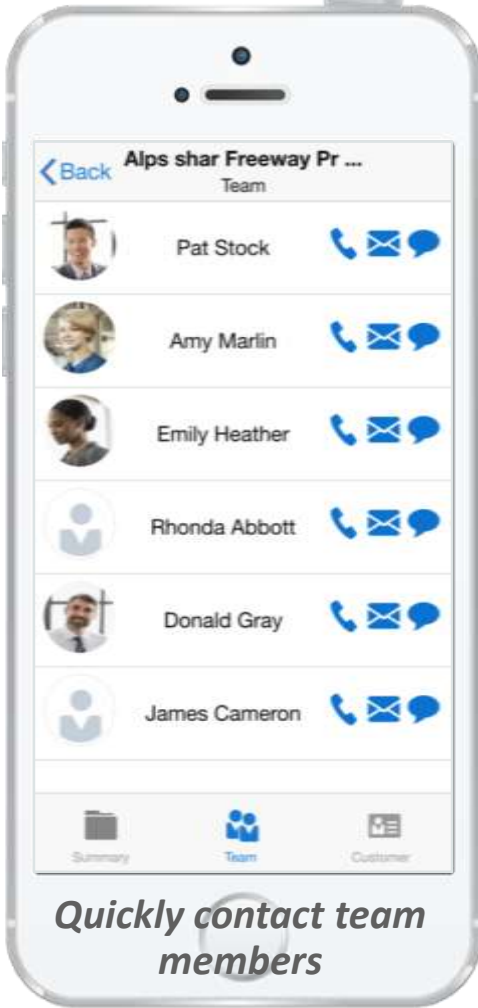 Back
Alps shar Freeway Pr ...
Team
Pat Stock
Amy Marlin
Emily Heather
Rhonda Abbott
Donald Gray
James Cameron
Summary Team Customer
Quickly contact team
members